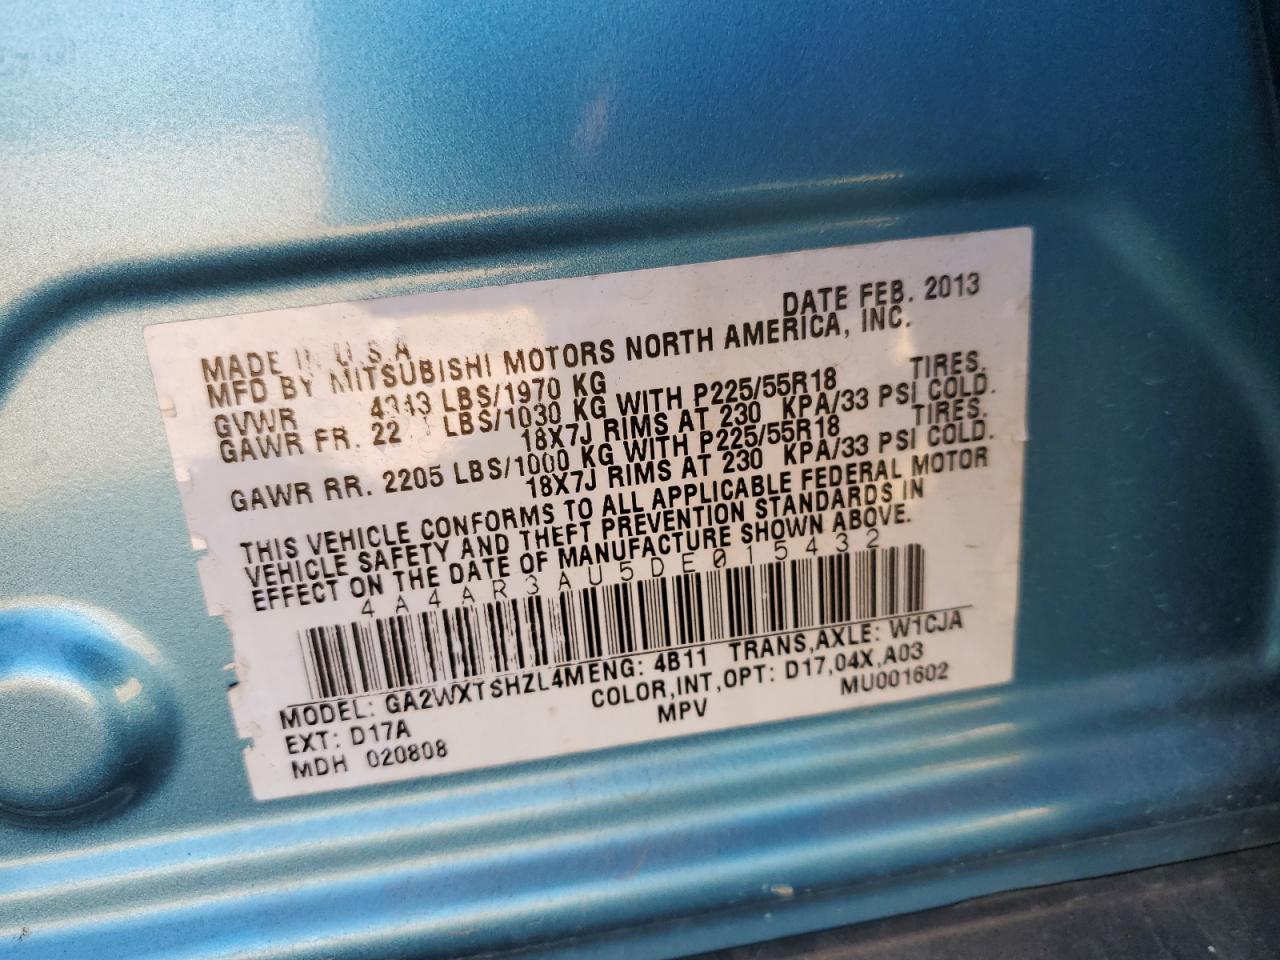 DATE FEB. 2013
MADE IN U.S.A
MFD BY MITSUBISHI MOTORS NORTH AMERICA, INC.
GVWR 4343 LBS/1970 KG
GAWR FR. LBS/1030 KG WITH P225/55R18 TIRES.
18X7J RIMS AT 230 KPA/33 PSI COLD.
GAWR RR. 2205 LBS/1000 KG WITH P225/55R18 TIRES.
18X7J RIMS AT 230 KPA/33 PSI COLD.
THIS VEHICLE CONFORMS TO ALL APPLICABLE FEDERAL MOTOR
VEHICLE SAFETY AND THEFT PREVENTION STANDARDS IN
EFFECT ON THE DATE OF MANUFACTURE SHOWN ABOVE.
4A4AR3AU5DE015432
MODEL: GA2WXTSHZL4MENG: 4B11 TRANS,AXLE: W1CJA
EXT: D17A COLOR,INT,OPT: D17,04X,A03
MDH 020808 MPV MU001602